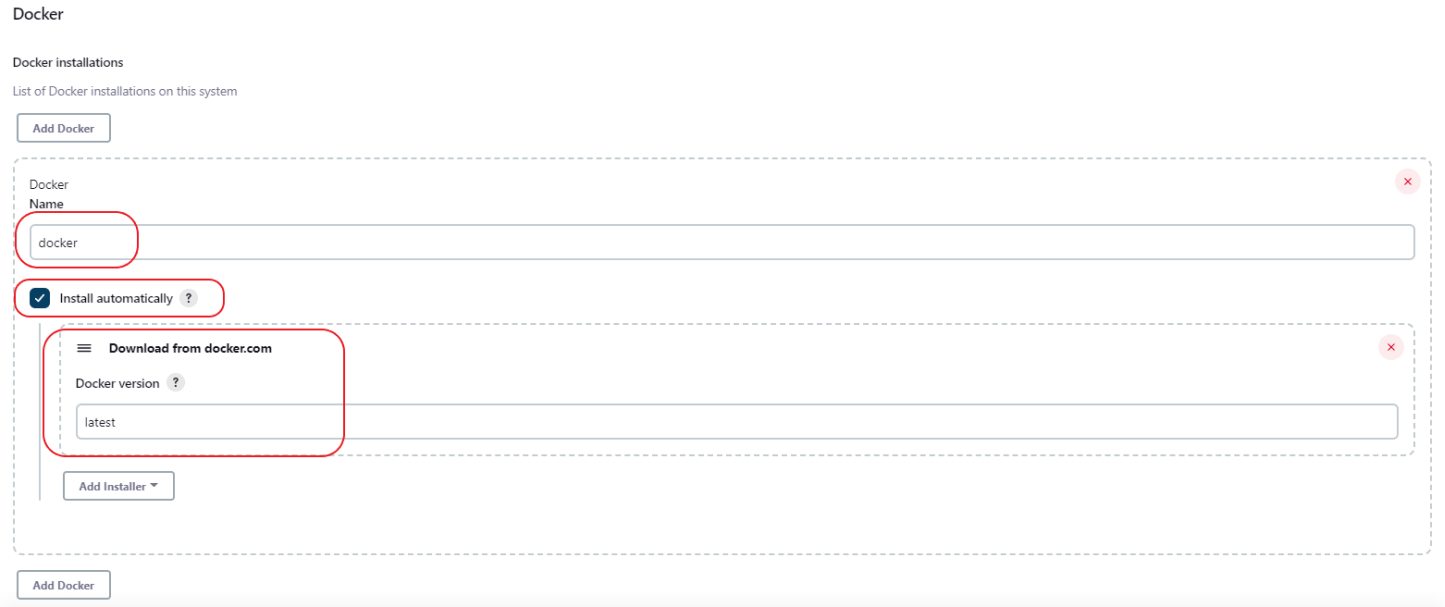 Docker
Docker installations
List of Docker installations on this system
Add Docker
Docker
Name
docker
Install automatically ?
Download from docker.com
Docker version ?
latest
Add Installer
Add Docker